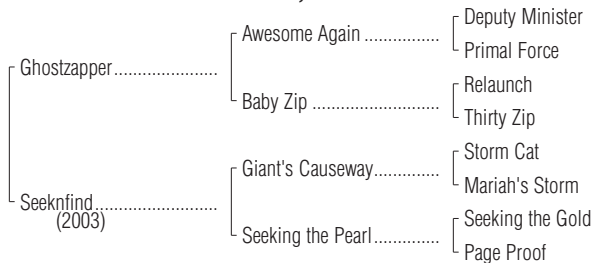 Deputy Minister
Awesome Again ................
Primal Force
Ghostzapper......................
Relaunch
Baby Zip ...........................
Thirty Zip
Storm Cat
Giant's Causeway..............
Mariah's Storm
Seeknfind..........................
(2003)
Seeking the Gold
Seeking the Pearl..............
Page Proof